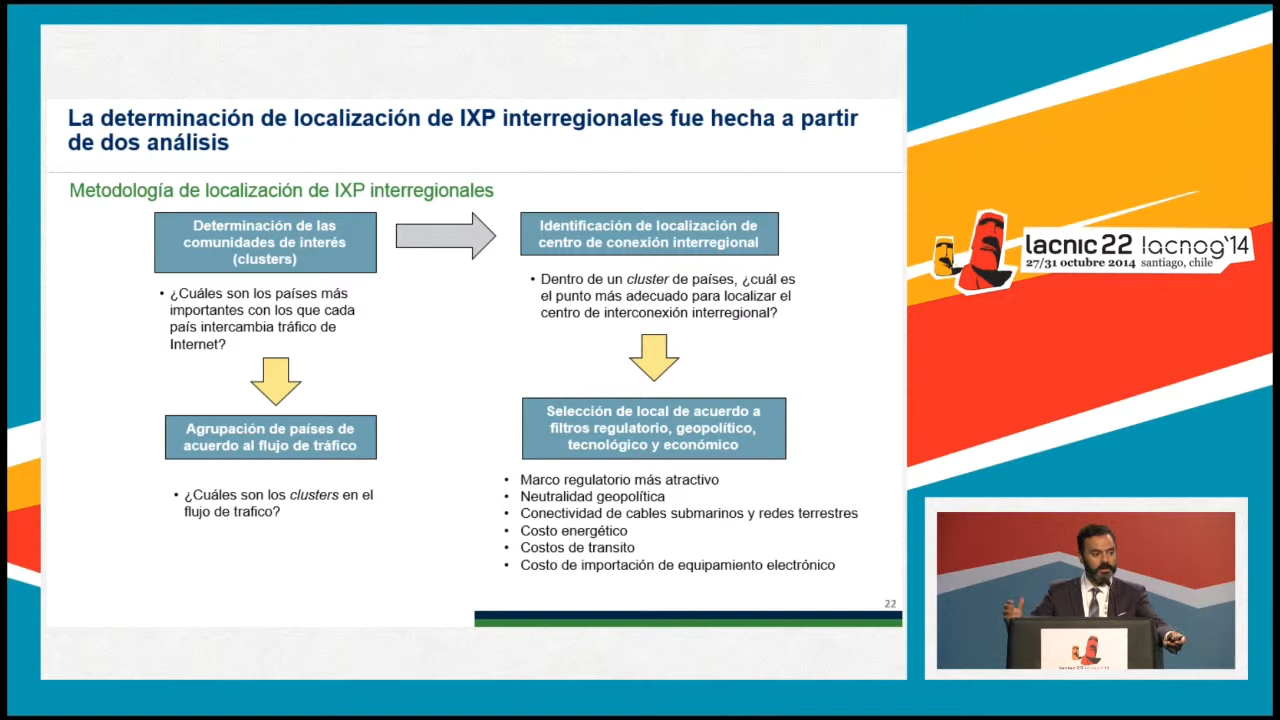 La determinación de localización de IXP interregionales fue hecha a partir
de dos análisis
Metodología de localización de IXP interregionales
Determinación de las
comunidades de interés
(clusters)
• ¿Cuáles son los países más
importantes con los que cada
país intercambia tráfico de
Internet?
Agrupación de países de
acuerdo al flujo de tráfico
• ¿Cuáles son los clusters en el
flujo de trafico?
Identificación de localización de
centro de conexión interregional
• Dentro de un cluster de países, ¿cuál es
el punto más adecuado para localizar el
centro de interconexión interregional?
Selección de local de acuerdo a
filtros regulatorio, geopolítico,
tecnológico y económico
• Marco regulatorio más atractivo
• Neutralidad geopolítica
• Conectividad de cables submarinos y redes terrestres
• Costo energético
• Costos de transito
• Costo de importación de equipamiento electrónico
22
lacnic 22 lacnog'14
27/31 octubre 2014 santiago, chile
lacnic 22 lacnog'14